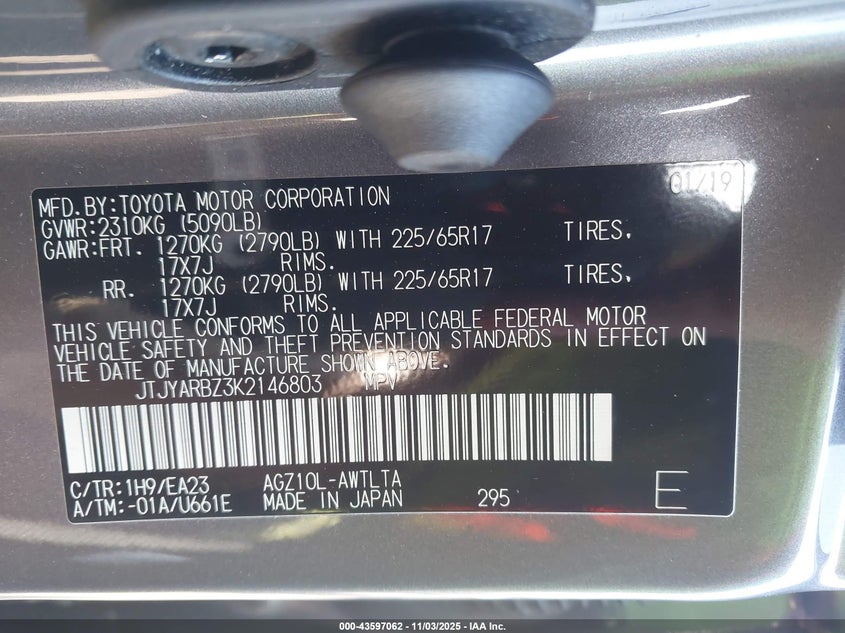 01/19
MFD.BY:TOYOTA MOTOR CORPORATION
GVWR:2310KG (5090LB)
GAWR:FRT. 1270KG (2790LB) WITH 225/65R17 TIRES.
17X7J RIMS.
RR. 1270KG (2790LB) WITH 225/65R17 TIRES.
17X7J RIMS.
THIS VEHICLE CONFORMS TO ALL APPLICABLE FEDERAL MOTOR
VEHICLE SAFETY AND THEFT PREVENTION STANDARDS IN EFFECT ON
THE DATE OF MANUFACTURE SHOWN ABOVE.
JTJYARBZ3K2146803 MPV
C/TR:1H9/EA23 AGZ10L-AWTLTA
A/TM:-01A/U661E MADE IN JAPAN 295 E
000-43597062 - 11/03/2025 - IAA Inc.